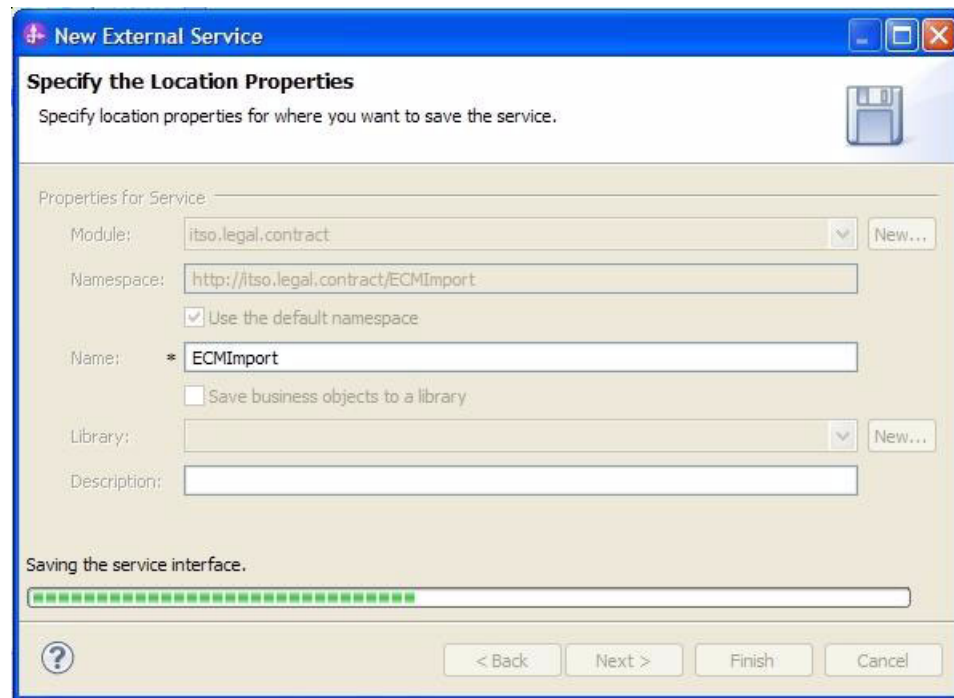 New External Service
Specify the Location Properties
Specify location properties for where you want to save the service.
Properties for Service
Module: itso.legal.contract New...
Namespace: http://itso.legal.contract/ECMImport
Use the default namespace
Name: * ECMImport
Save business objects to a library
Library: New...
Description:
Saving the service interface.
? < Back Next > Finish Cancel